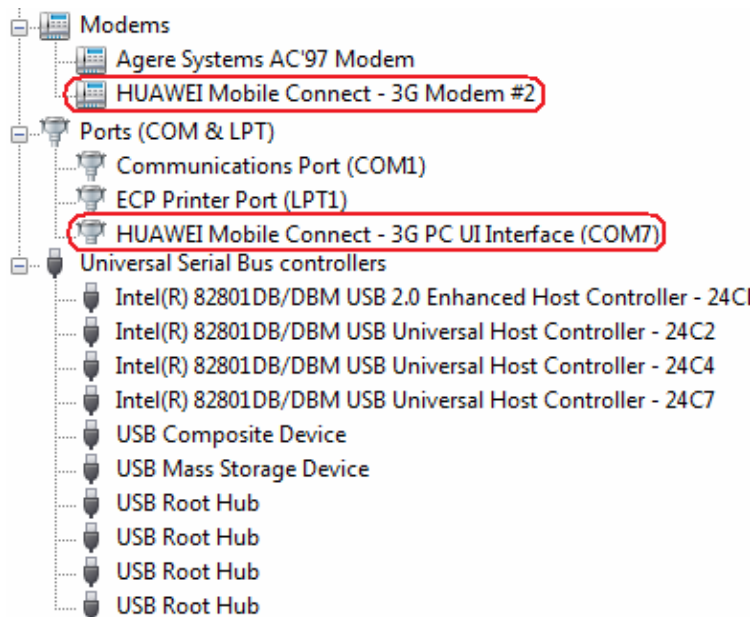 Modems
Agere Systems AC'97 Modem
HUAWEI Mobile Connect - 3G Modem #2
Ports (COM & LPT)
Communications Port (COM1)
ECP Printer Port (LPT1)
HUAWEI Mobile Connect - 3G PC UI Interface (COM7)
Universal Serial Bus controllers
Intel(R) 82801DB/DBM USB 2.0 Enhanced Host Controller -
Intel(R) 82801DB/DBM USB Universal Host Controller - 24C2
Intel(R) 82801DB/DBM USB Universal Host Controller - 24C4
Intel(R) 82801DB/DBM USB Universal Host Controller - 24C7
USB Composite Device
USB Mass Storage Device
USB Root Hub
USB Root Hub
USB Root Hub
USB Root Hub